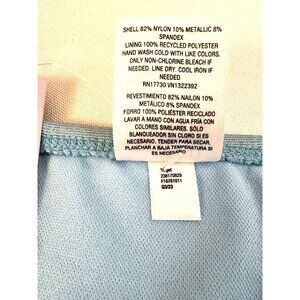 SHELL 82% NYLON 10% METALLIC 8%
SPANDEX
LINING 100% RECYCLED POLYESTER
HAND WASH COLD WITH LIKE COLORS.
ONLY NON-CHLORINE BLEACH IF
NEEDED. LINE DRY. COOL IRON IF
NEEDED
RN17730 VN1322392
REVESTIMIENTO 82% NAILON 10%
METÁLICO 8% SPANDEX
FORRO 100% POLIÉSTER RECICLADO
LAVAR A MANO CON AGUA FRÍA CON
COLORES SIMILARES. SÓLO
BLANQUEADOR SIN CLORO SI ES
NECESARIO. TENDER PARA SECAR.
PLANCHAR A BAJA TEMPERATURA SI
ES NECESARIO
236170829
F15781011